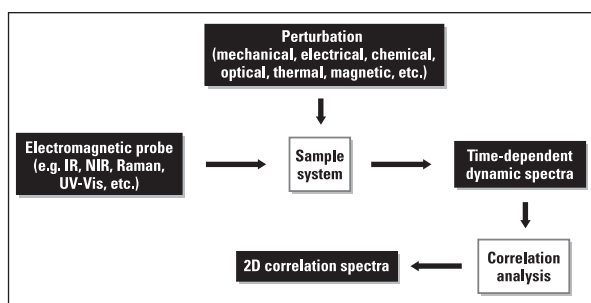 Perturbation
(mechanical, electrical, chemical,
optical, thermal, magnetic, etc.)
Electromagnetic probe
(e.g. IR, NIR, Raman,
UV-Vis, etc.)
Sample
system
Time-dependent
dynamic spectra
2D correlation spectra
Correlation
analysis